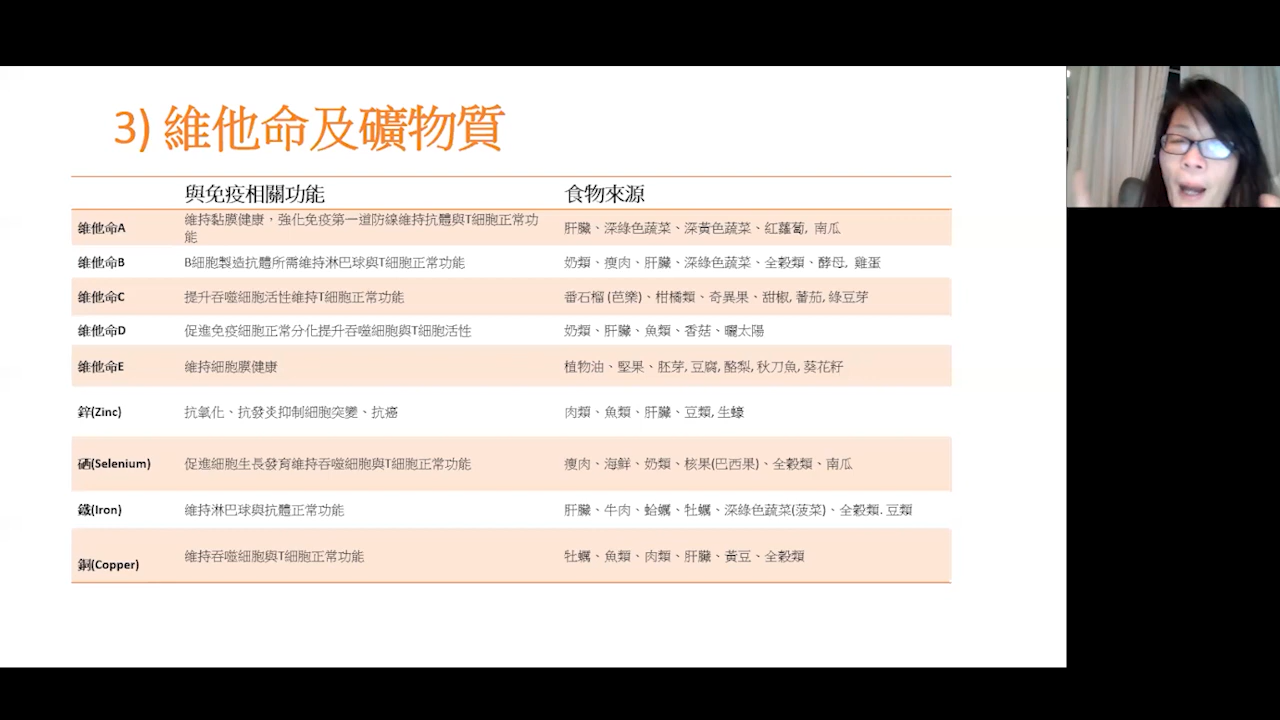 3) 維他命及礦物質
與免疫相關功能 食物來源
維他命A 維持黏膜健康，強化免疫第一道防線維持抗體與T細胞正常功能 肝臟、深綠色蔬菜、深黃色蔬菜、紅蘿蔔, 南瓜
維他命B B細胞製造抗體所需維持淋巴球與T細胞正常功能 奶類、瘦肉、肝臟、深綠色蔬菜、全穀類、酵母, 雞蛋
維他命C 提升吞噬細胞活性維持T細胞正常功能 番石榴 (芭樂)、柑橘類、奇異果、甜椒, 蕃茄, 綠豆芽
維他命D 促進免疫細胞正常分化提升吞噬細胞與T細胞活性 奶類、肝臟、魚類、香菇、曬太陽
維他命E 維持細胞膜健康 植物油、堅果、胚芽, 豆腐, 酪梨, 秋刀魚, 葵花籽
鋅(Zinc) 抗氧化、抗發炎抑制細胞突變、抗癌 肉類、魚類、肝臟、豆類, 生蠔
硒(Selenium) 促進細胞生長發育維持吞噬細胞與T細胞正常功能 瘦肉、海鮮、奶類、核果(巴西果)、全穀類、南瓜
鐵(Iron) 維持淋巴球與抗體正常功能 肝臟、牛肉、蛤蠣、牡蠣、深綠色蔬菜(菠菜)、全穀類. 豆類
銅(Copper) 維持吞噬細胞與T細胞正常功能 牡蠣、魚類、肉類、肝臟、黃豆、全穀類